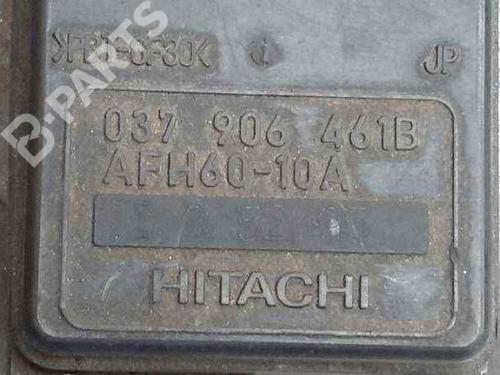 >PBT-GF30< JP
037 906 461B
AFH60-10A
HITACHI
B-PARTS